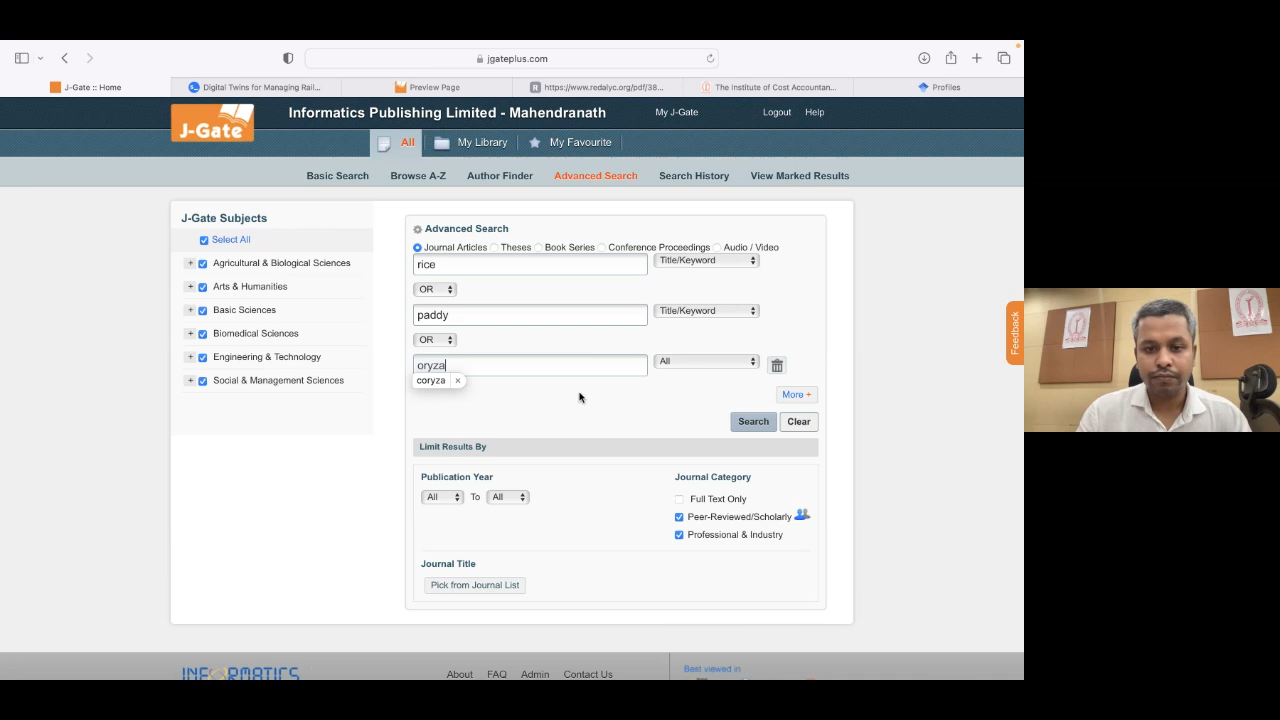 jgateplus.com
J-Gate :: Home
Digital Twins for Managing Rail...
Preview Page
https://www.redalyc.org/pdf/38...
The Institute of Cost Accountan...
Profiles
J-Gate
Informatics Publishing Limited - Mahendranath
My J-Gate
Logout
Help
All
My Library
My Favourite
Basic Search
Browse A-Z
Author Finder
Advanced Search
Search History
View Marked Results
J-Gate Subjects
Select All
+ Agricultural & Biological Sciences
+ Arts & Humanities
+ Basic Sciences
+ Biomedical Sciences
+ Engineering & Technology
+ Social & Management Sciences
Advanced Search
Journal Articles Theses Book Series Conference Proceedings Audio / Video
rice Title/Keyword
OR
paddy Title/Keyword
OR
oryza All
coryza ×
More +
Search Clear
Limit Results By
Publication Year
All To All
Journal Category
Full Text Only
Peer-Reviewed/Scholarly
Professional & Industry
Journal Title
Pick from Journal List
Feedback
INFORMATICS
About FAQ Admin Contact Us
Best viewed in